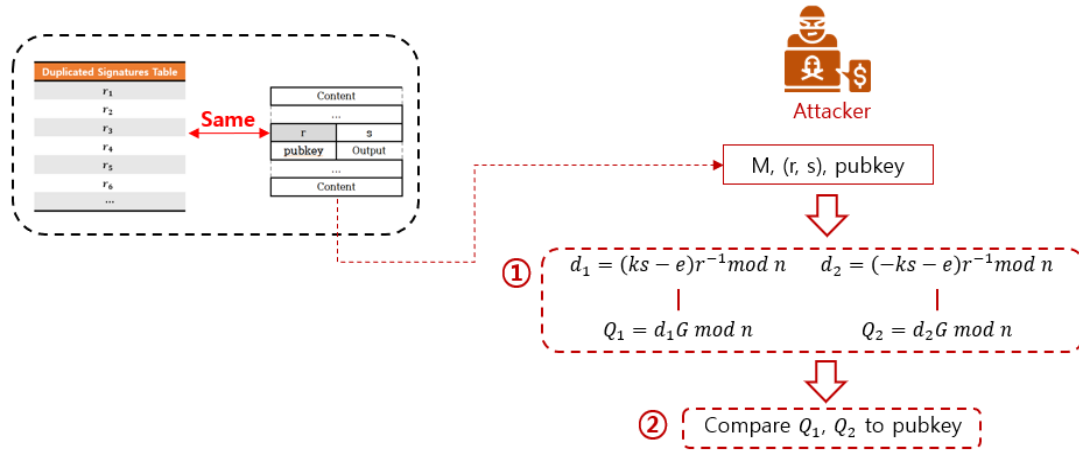 Duplicated Signatures Table
r₁
r₂
r₃
r₄
r₅
r₆
...
Same
Content
...
r s
pubkey Output
...
Content
Attacker
M, (r, s), pubkey
①
d₁ = (ks − e)r⁻¹mod n d₂ = (−ks − e)r⁻¹mod n
Q₁ = d₁G mod n Q₂ = d₂G mod n
②
Compare Q₁, Q₂ to pubkey
$